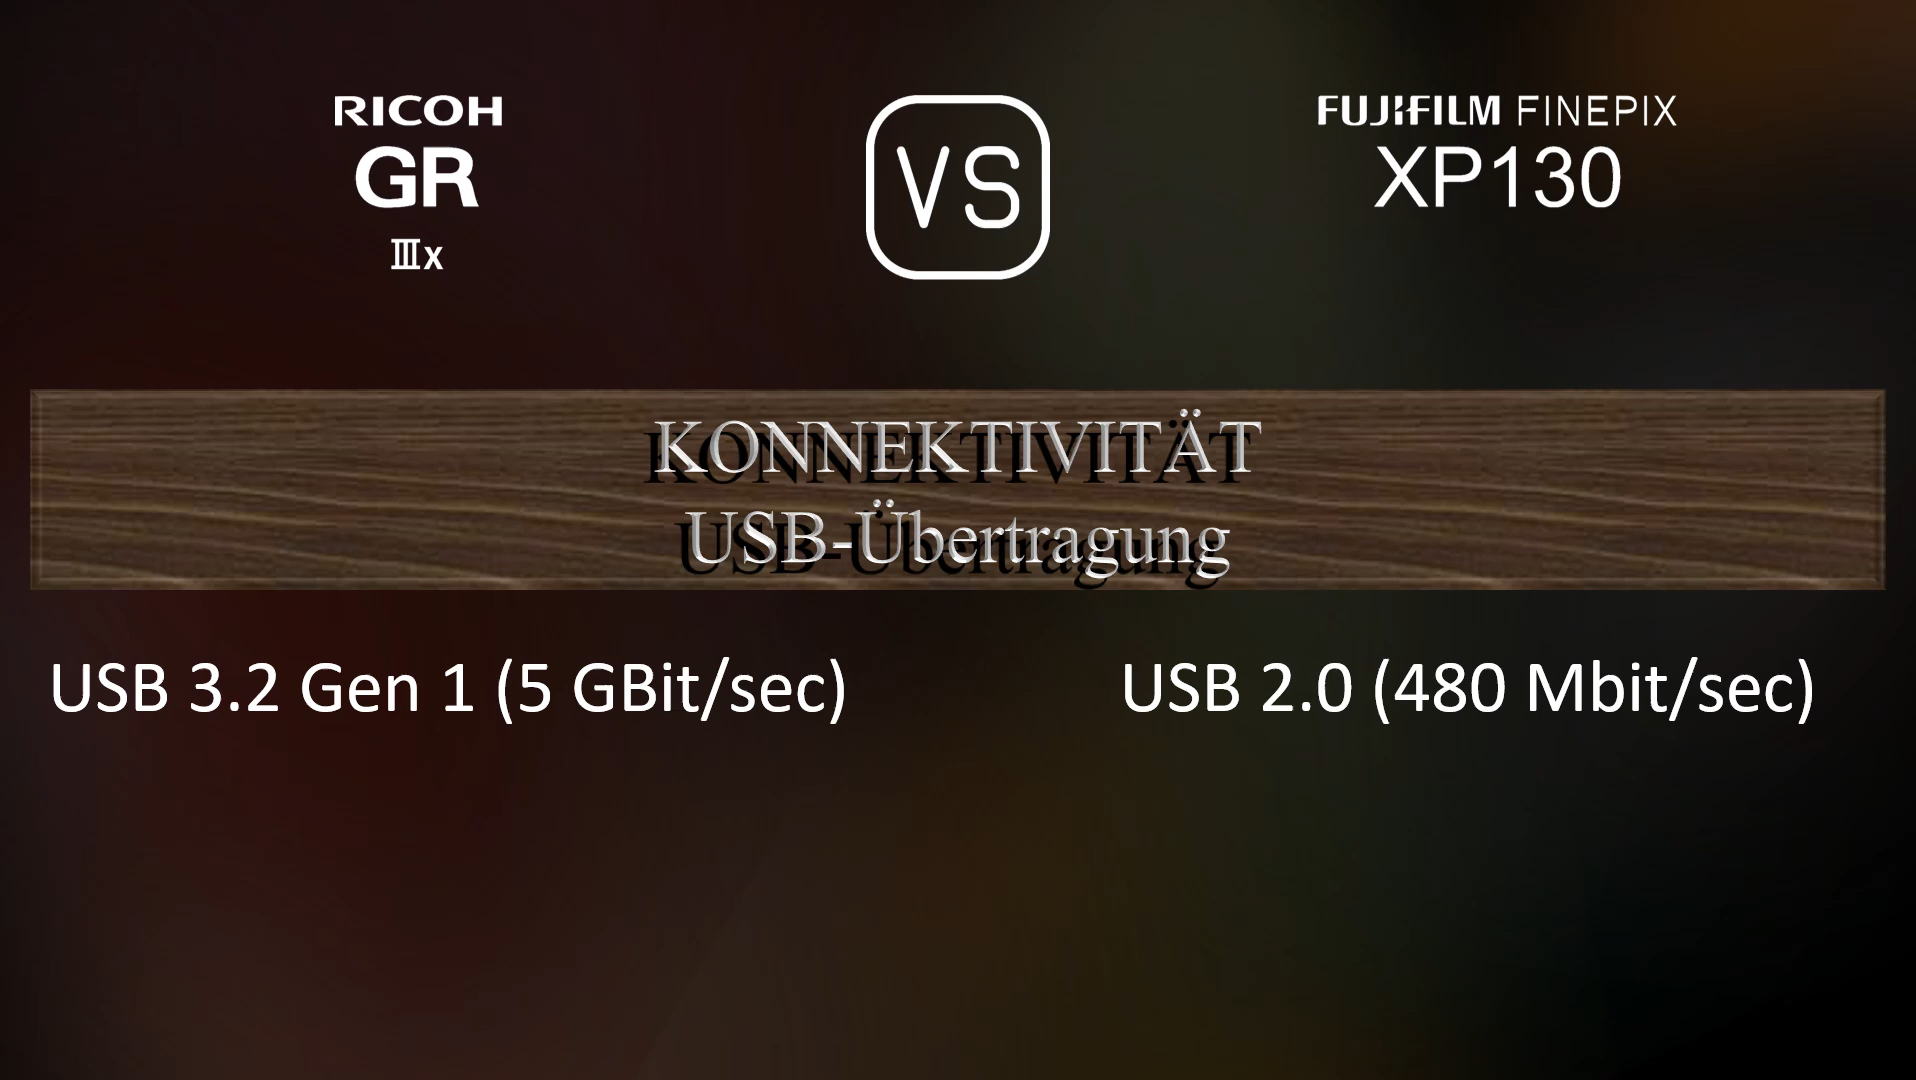 RICOH
GR
IIIx
VS
FUJIFILM FINEPIX
XP130
KONNEKTIVITÄT
USB-Übertragung
USB 3.2 Gen 1 (5 GBit/sec)
USB 2.0 (480 Mbit/sec)